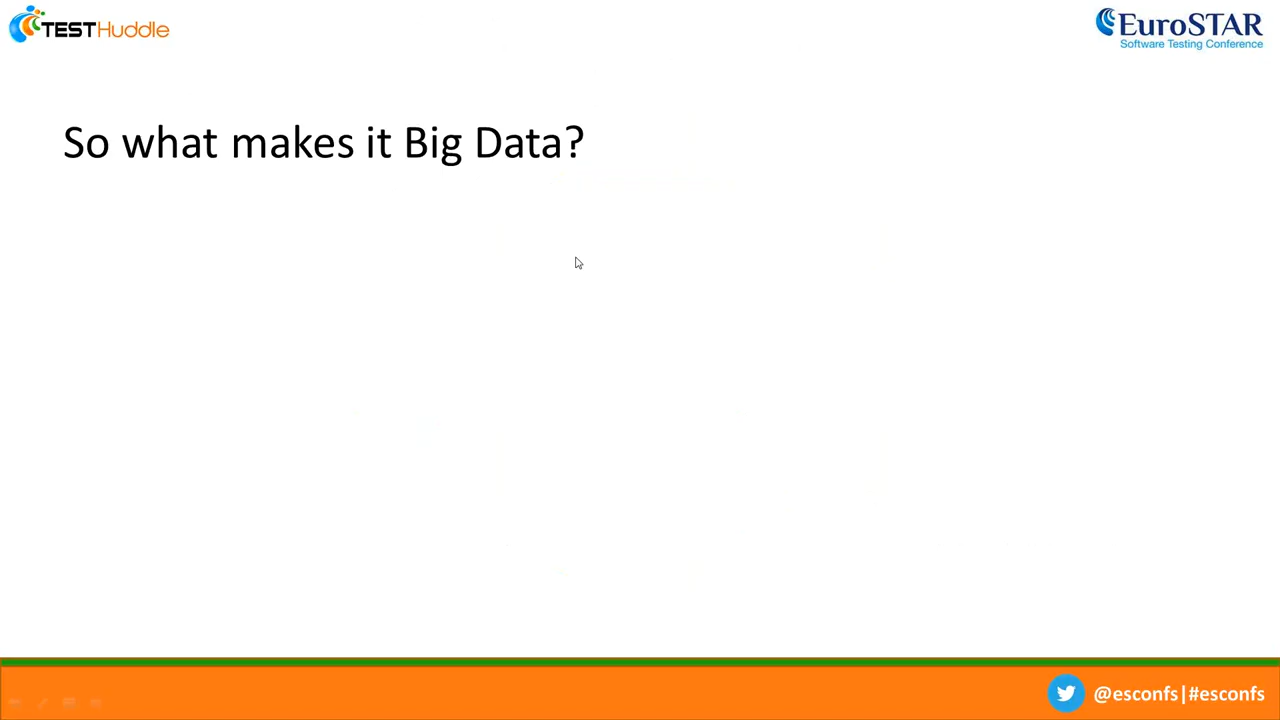 TESTHuddle
EuroSTAR
Software Testing Conference
So what makes it Big Data?
@esconfs|#esconfs